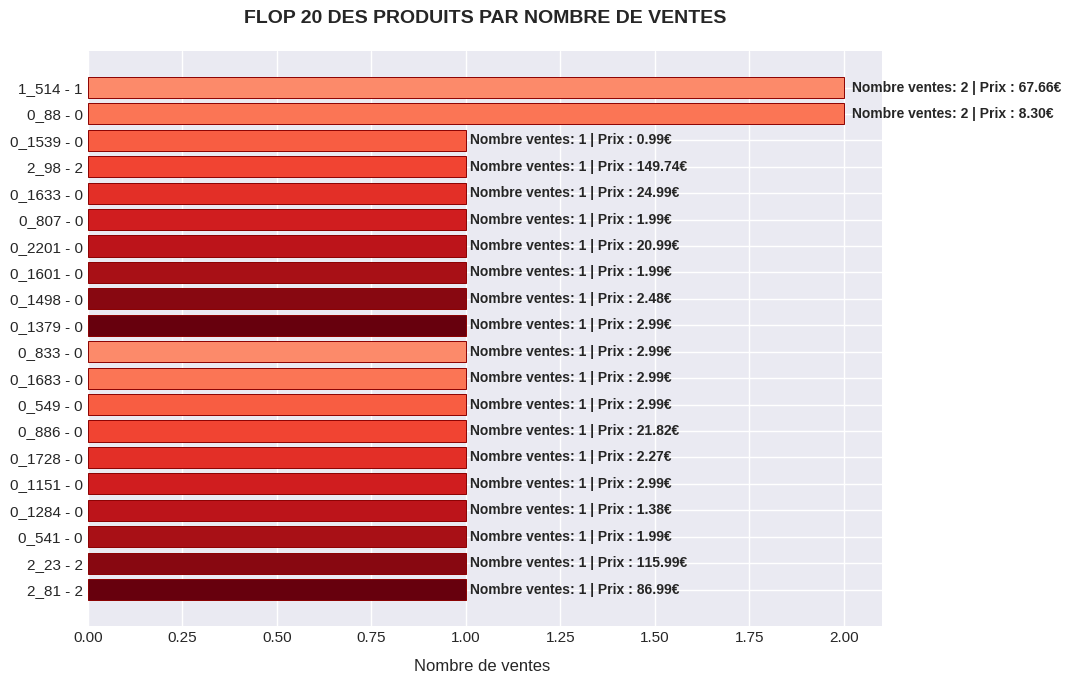 FLOP 20 DES PRODUITS PAR NOMBRE DE VENTES
1_514 - 1 Nombre ventes: 2 | Prix : 67.66€
0_88 - 0 Nombre ventes: 2 | Prix : 8.30€
0_1539 - 0 Nombre ventes: 1 | Prix : 0.99€
2_98 - 2 Nombre ventes: 1 | Prix : 149.74€
0_1633 - 0 Nombre ventes: 1 | Prix : 24.99€
0_807 - 0 Nombre ventes: 1 | Prix : 1.99€
0_2201 - 0 Nombre ventes: 1 | Prix : 20.99€
0_1601 - 0 Nombre ventes: 1 | Prix : 1.99€
0_1498 - 0 Nombre ventes: 1 | Prix : 2.48€
0_1379 - 0 Nombre ventes: 1 | Prix : 2.99€
0_833 - 0 Nombre ventes: 1 | Prix : 2.99€
0_1683 - 0 Nombre ventes: 1 | Prix : 2.99€
0_549 - 0 Nombre ventes: 1 | Prix : 2.99€
0_886 - 0 Nombre ventes: 1 | Prix : 21.82€
0_1728 - 0 Nombre ventes: 1 | Prix : 2.27€
0_1151 - 0 Nombre ventes: 1 | Prix : 2.99€
0_1284 - 0 Nombre ventes: 1 | Prix : 1.38€
0_541 - 0 Nombre ventes: 1 | Prix : 1.99€
2_23 - 2 Nombre ventes: 1 | Prix : 115.99€
2_81 - 2 Nombre ventes: 1 | Prix : 86.99€
0.00 0.25 0.50 0.75 1.00 1.25 1.50 1.75 2.00
Nombre de ventes